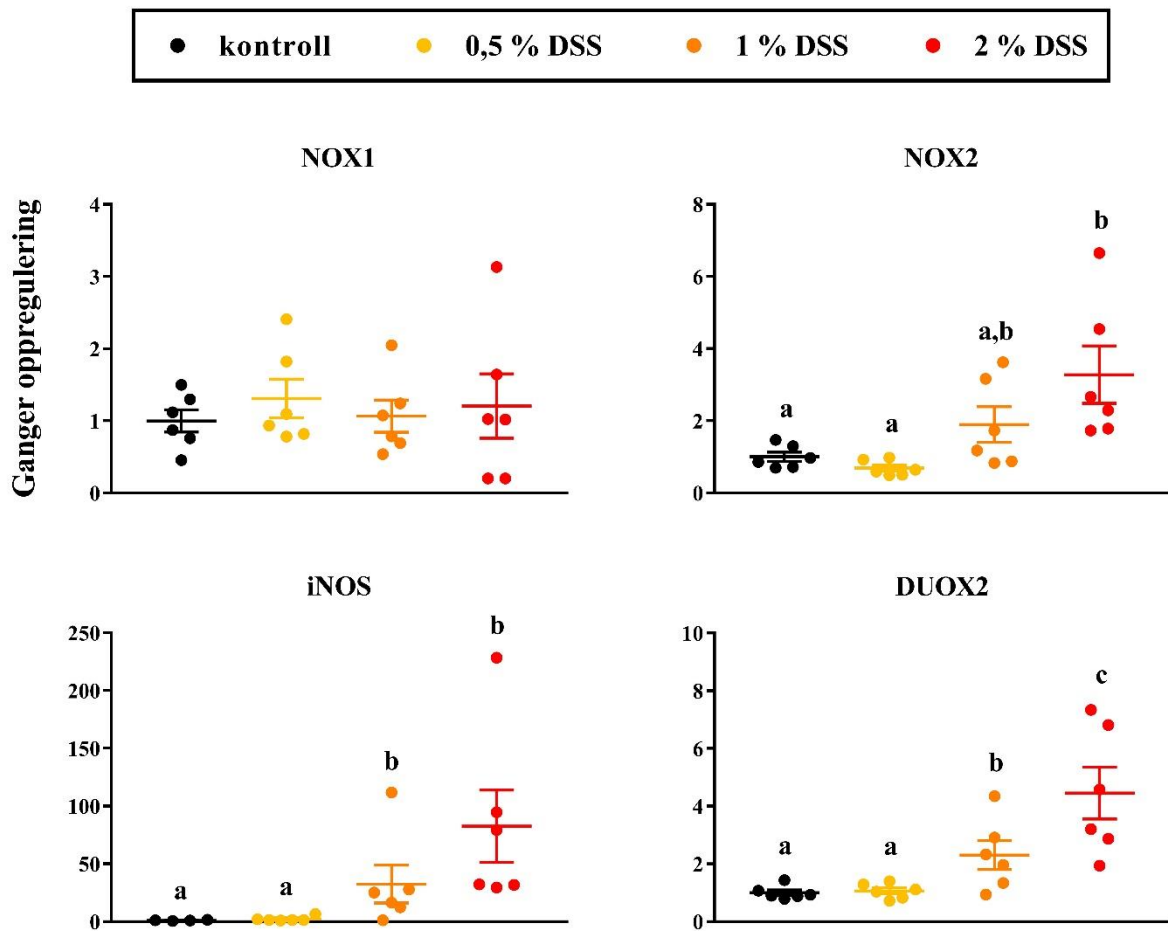 kontroll 0,5 % DSS 1 % DSS 2 % DSS
NOX1
NOX2
Ganger oppregulering
4
3
2
1
0
8
6
4
2
0
a
a
a,b
b
iNOS
DUOX2
250
200
150
100
50
0
a
a
b
b
10
8
6
4
2
0
a
a
b
c